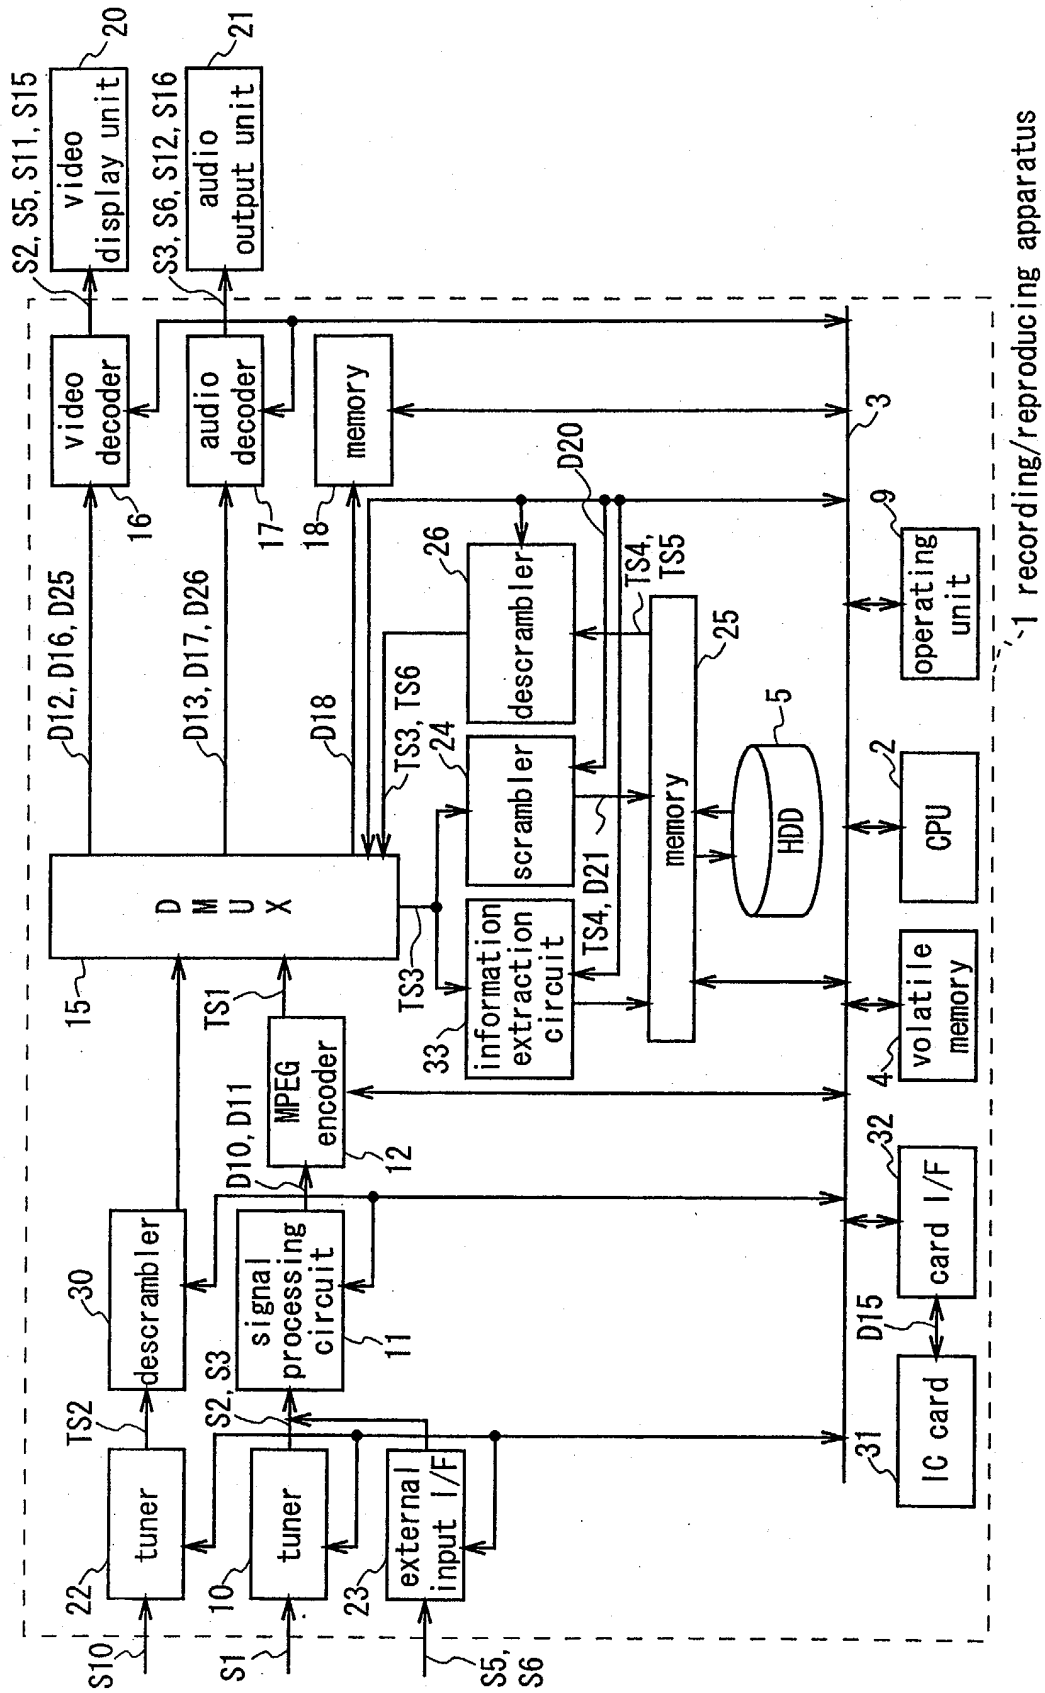 S10
22
tuner
TS2
30
descrambler
15
D
M
U
X
D12, D16, D25
16
video
decoder
S2, S5, S11, S15
20
video
display unit
S1
10
tuner
S2, S3
signal
processing
circuit
11
D10, D11
MPEG
encoder
12
TS1
D13, D17, D26
17
audio
decoder
S3, S6, S12, S16
21
audio
output unit
S5,
S6
23
external
input I/F
D18
18
memory
TS3
TS3, TS6
33
information
extraction
circuit
24
scrambler
26
descrambler
D20
TS4, D21
TS4,
TS5
memory
25
HDD
5
3
31
IC card
D15
32
card I/F
4
volatile
memory
2
CPU
9
operating
unit
1 recording/reproducing apparatus